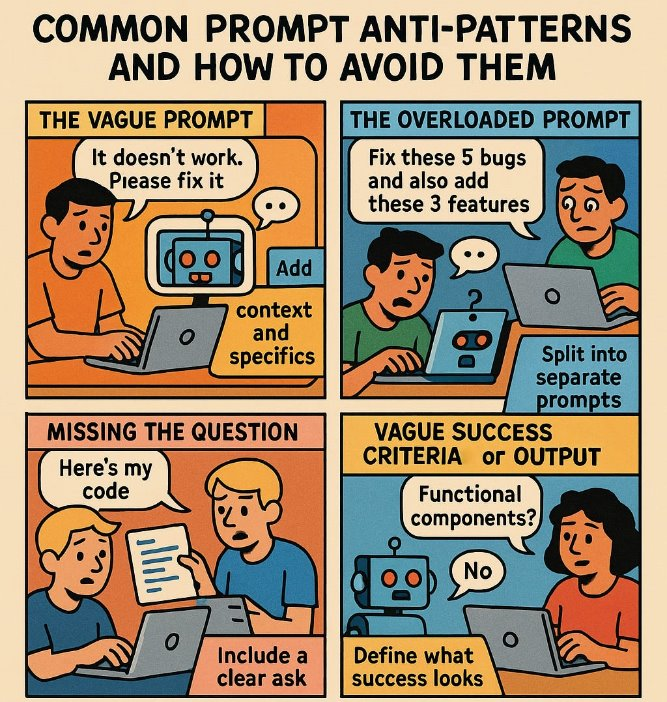 COMMON PROMPT ANTI-PATTERNS
AND HOW TO AVOID THEM
THE VAGUE PROMPT
It doesn't work.
Please fix it
Add
context
and
specifics
THE OVERLOADED PROMPT
Fix these 5 bugs
and also add
these 3 features
?
Split into
separate
prompts
MISSING THE QUESTION
Here's my
code
Include a
clear ask
VAGUE SUCCESS
CRITERIA or OUTPUT
Functional
components?
No
Define what
success looks